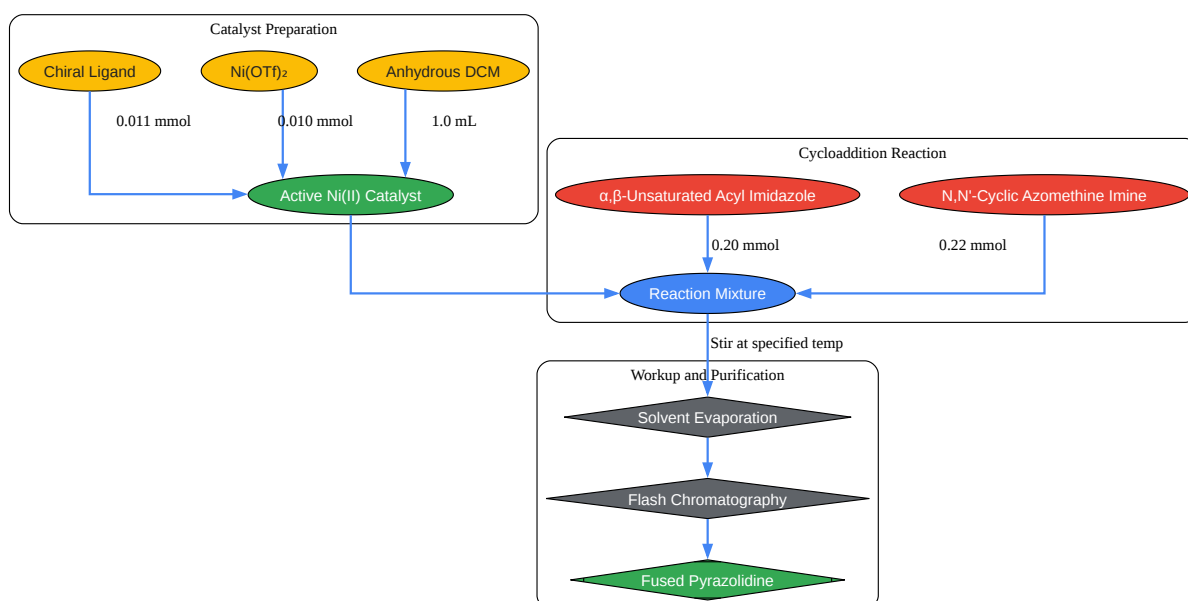 Catalyst Preparation
Chiral Ligand
Ni(OTf)₂
Anhydrous DCM
0.011 mmol
0.010 mmol
1.0 mL
Active Ni(II) Catalyst
Cycloaddition Reaction
α,β-Unsaturated Acyl Imidazole
N,N'-Cyclic Azomethine Imine
0.20 mmol
0.22 mmol
Reaction Mixture
Stir at specified temp
Workup and Purification
Solvent Evaporation
Flash Chromatography
Fused Pyrazolidine